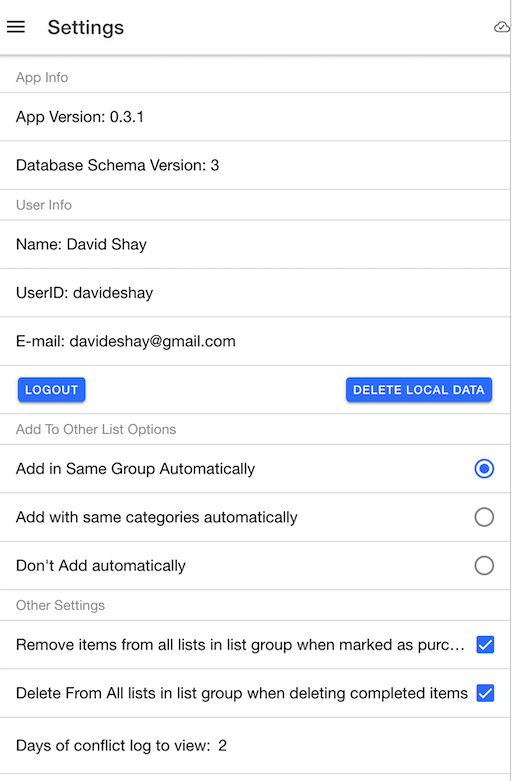 Settings
App Info
App Version: 0.3.1
Database Schema Version: 3
User Info
Name: David Shay
UserID: davideshay
E-mail: davideshay@gmail.com
LOGOUT
DELETE LOCAL DATA
Add To Other List Options
Add in Same Group Automatically
Add with same categories automatically
Don't Add automatically
Other Settings
Remove items from all lists in list group when marked as purc...
Delete From All lists in list group when deleting completed items
Days of conflict log to view: 2